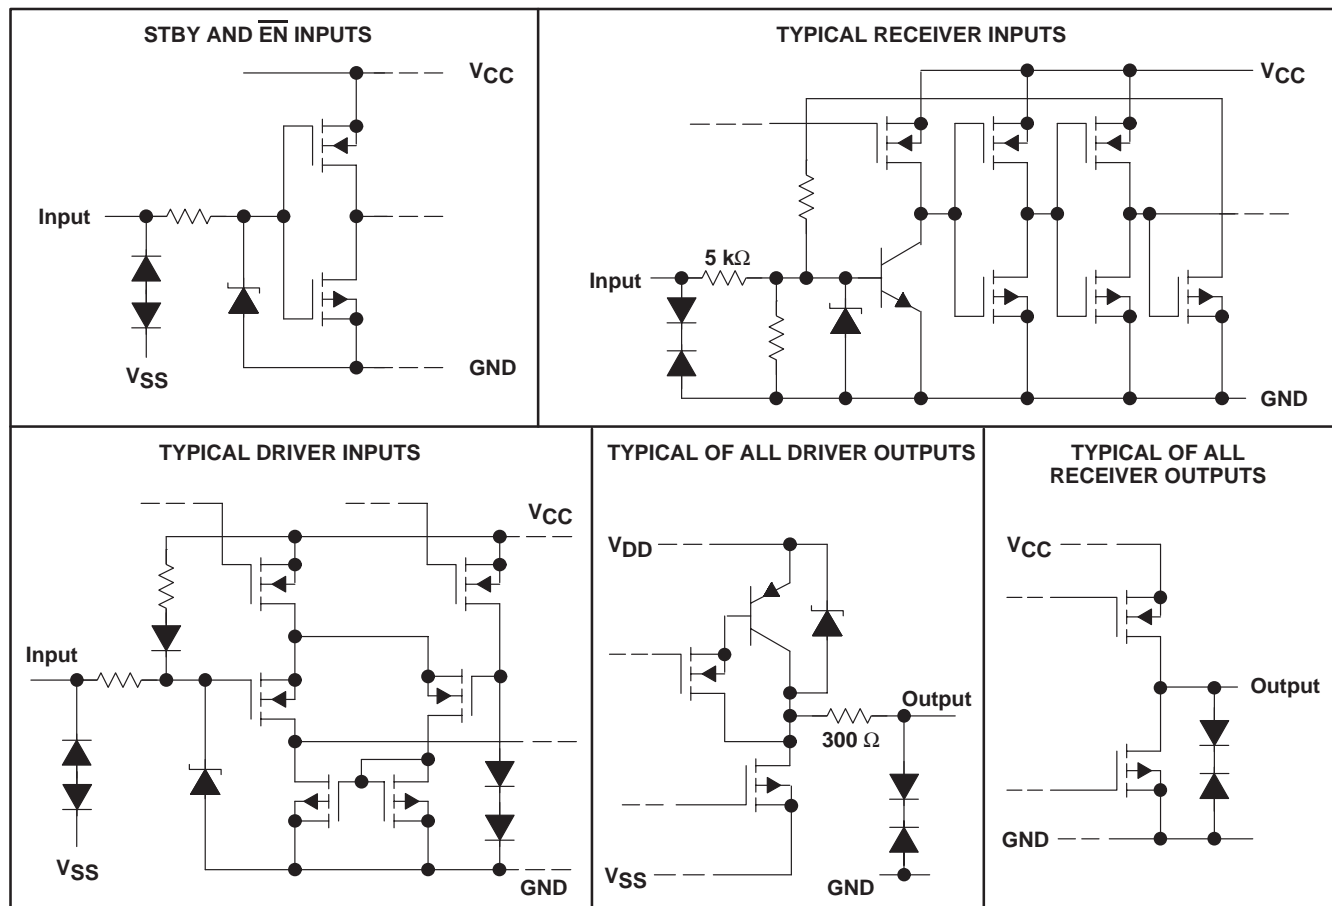 STBY AND E̅N̅ INPUTS
VCC
Input
VSS
GND
TYPICAL RECEIVER INPUTS
VCC
5 kΩ
Input
GND
TYPICAL DRIVER INPUTS
VCC
Input
VSS
GND
TYPICAL OF ALL DRIVER OUTPUTS
VDD
Output
300 Ω
VSS
GND
TYPICAL OF ALL
RECEIVER OUTPUTS
VCC
Output
GND